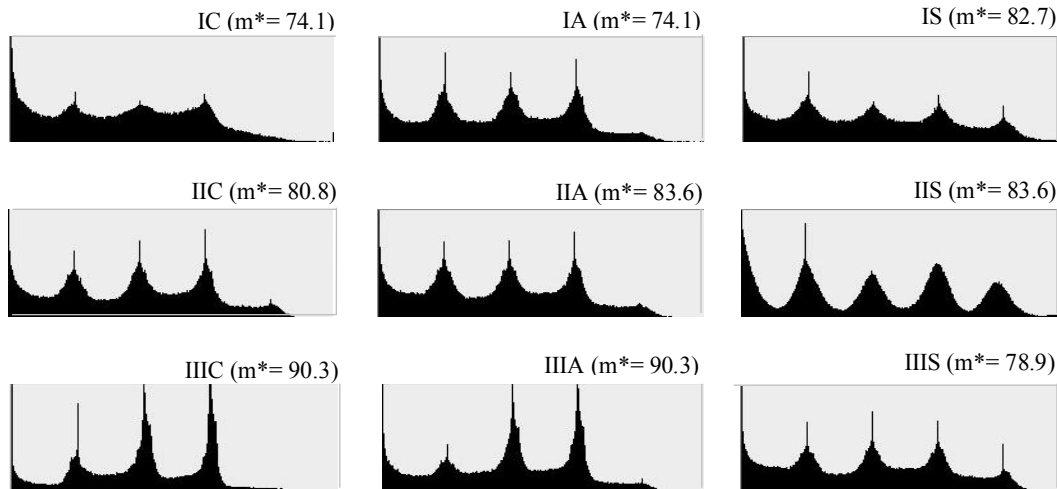 IC (m*= 74.1)
IA (m*= 74.1)
IS (m*= 82.7)
IIC (m*= 80.8)
IIA (m*= 83.6)
IIS (m*= 83.6)
IIIC (m*= 90.3)
IIIA (m*= 90.3)
IIIS (m*= 78.9)